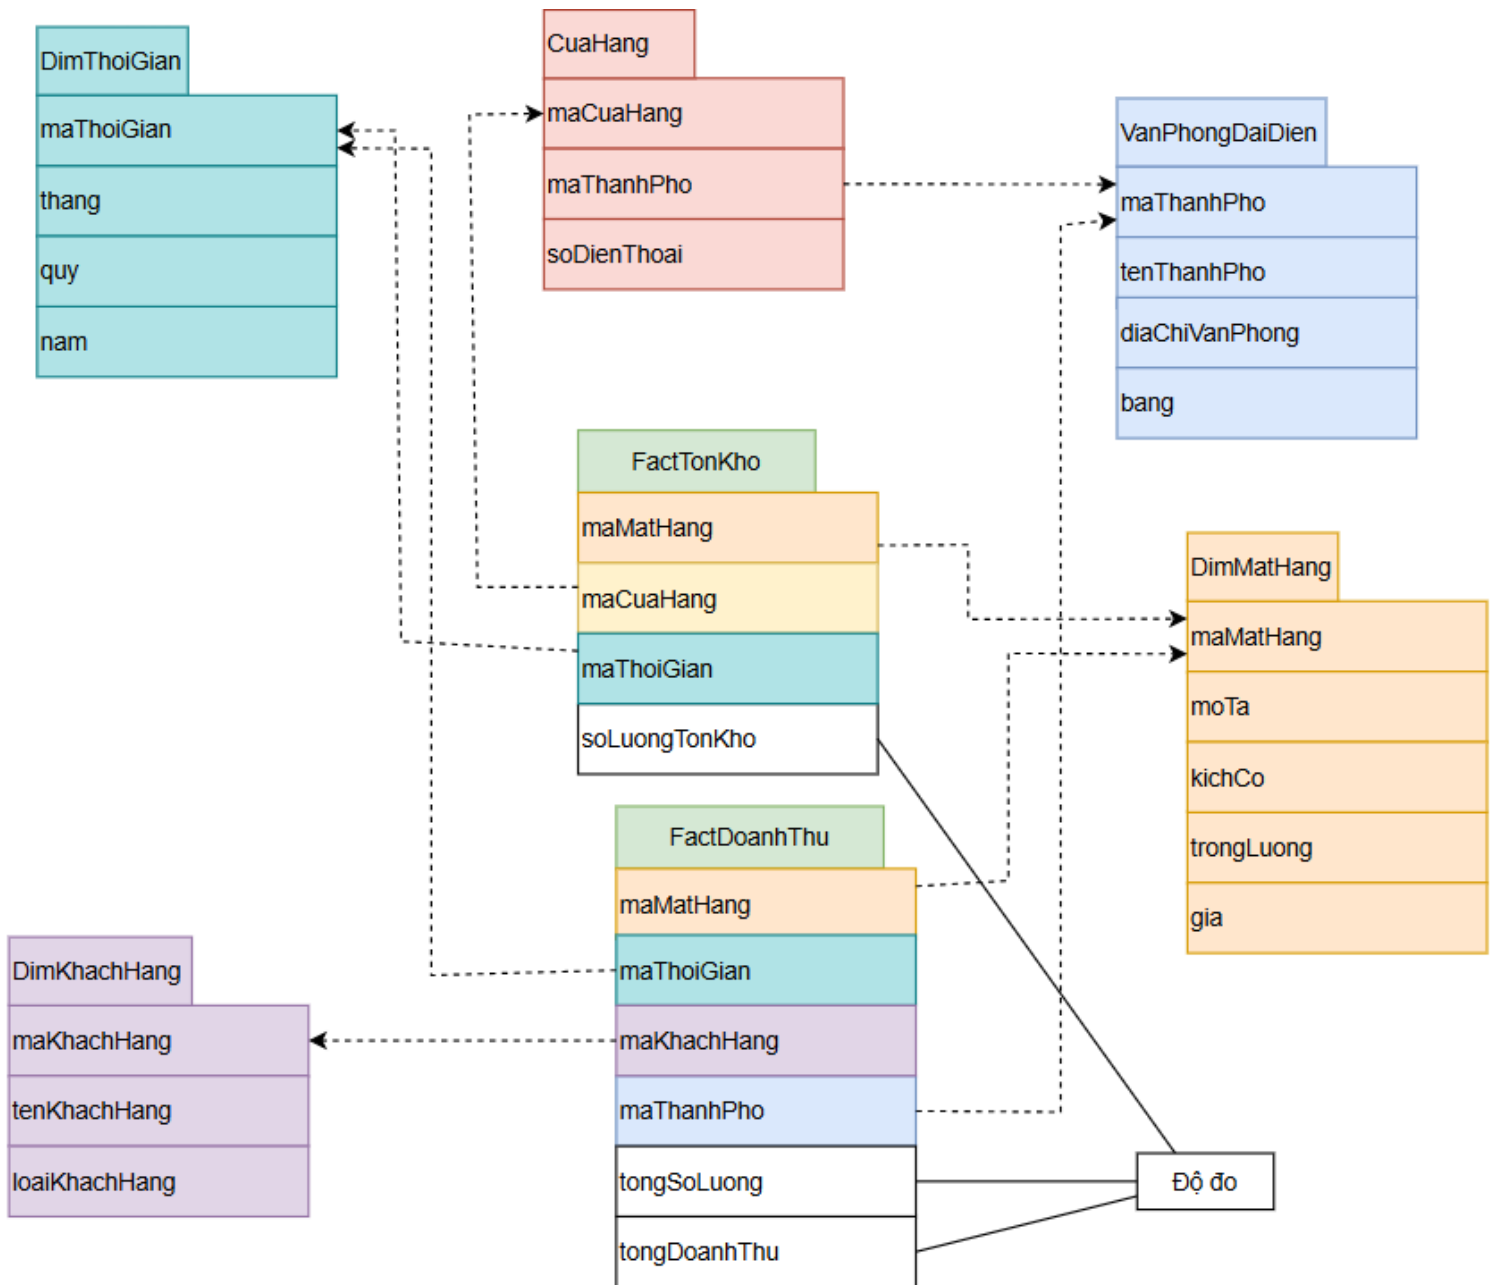 DimThoiGian
maThoiGian
thang
quy
nam
CuaHang
maCuaHang
maThanhPho
soDienThoai
VanPhongDaiDien
maThanhPho
tenThanhPho
diaChiVanPhong
bang
FactTonKho
maMatHang
maCuaHang
maThoiGian
soLuongTonKho
DimMatHang
maMatHang
moTa
kichCo
trongLuong
gia
FactDoanhThu
maMatHang
maThoiGian
maKhachHang
maThanhPho
tongSoLuong
tongDoanhThu
DimKhachHang
maKhachHang
tenKhachHang
loaiKhachHang
Độ đo